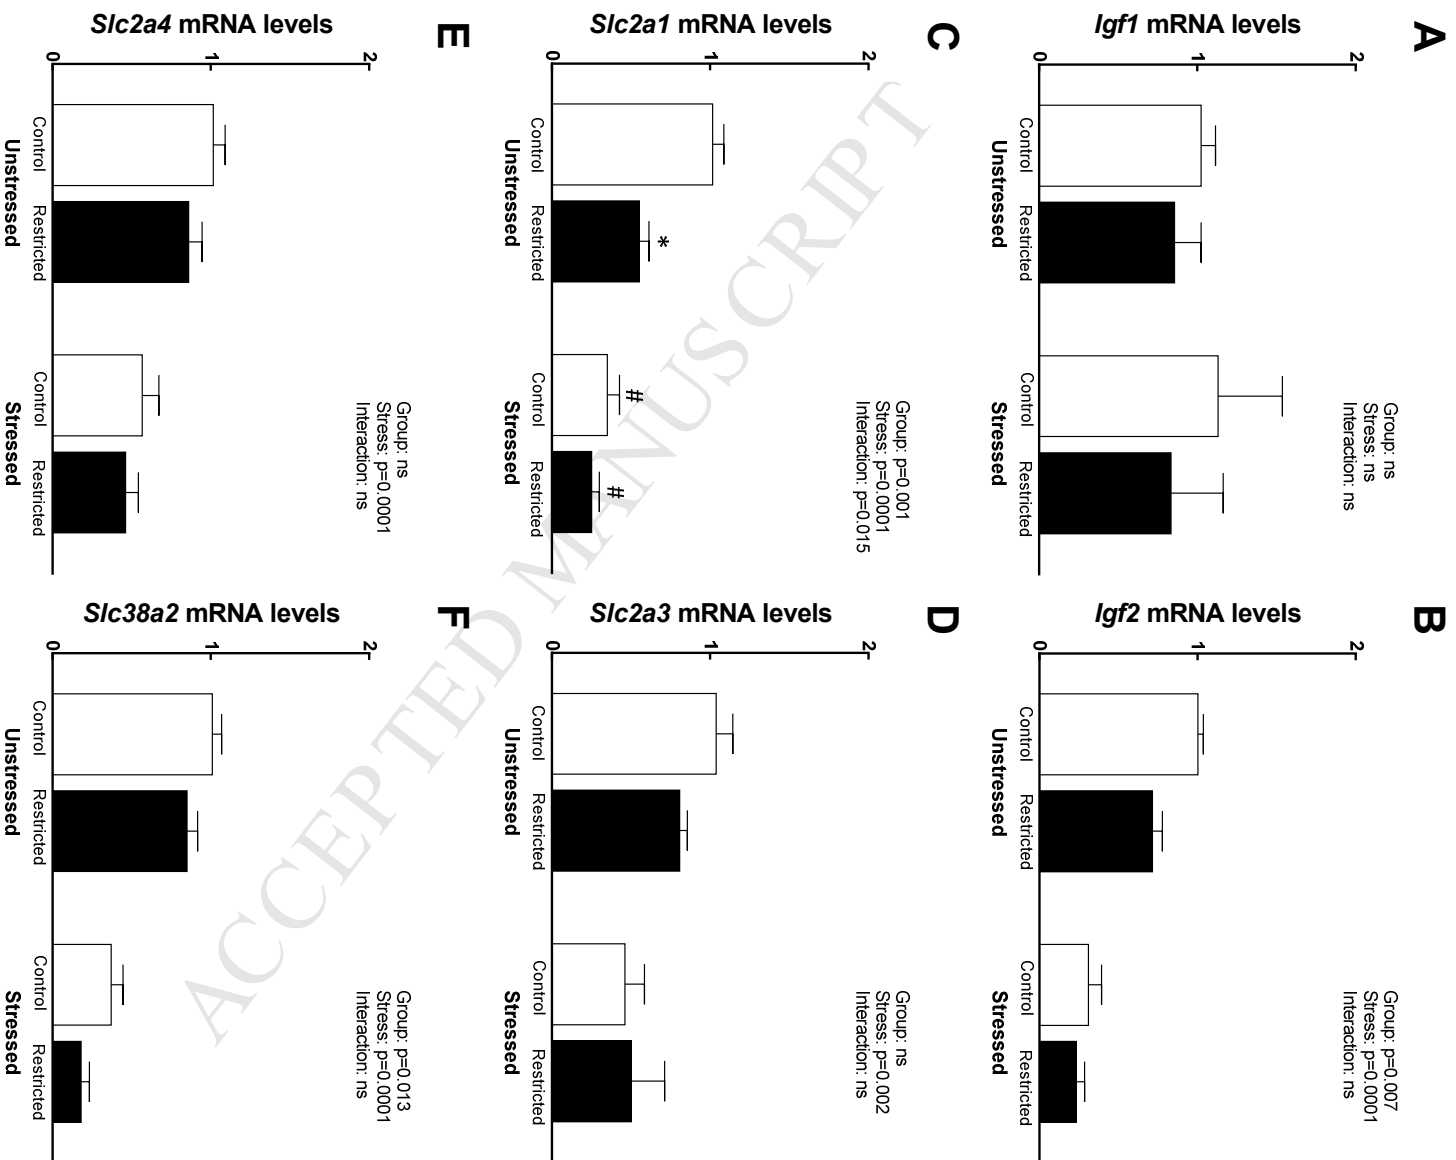 A
Igf1 mRNA levels
2
1
0
Group: ns
Stress: ns
Interaction: ns
Control
Restricted
Control
Restricted
Unstressed
Stressed
B
Igf2 mRNA levels
2
1
0
Group: p=0.007
Stress: p=0.0001
Interaction: ns
Control
Restricted
Control
Restricted
Unstressed
Stressed
C
Slc2a1 mRNA levels
2
1
0
Group: p=0.001
Stress: p=0.0001
Interaction: p=0.015
*
#
#
Control
Restricted
Control
Restricted
Unstressed
Stressed
D
Slc2a3 mRNA levels
2
1
0
Group: ns
Stress: p=0.002
Interaction: ns
Control
Restricted
Control
Restricted
Unstressed
Stressed
E
Slc2a4 mRNA levels
2
1
0
Group: ns
Stress: p=0.0001
Interaction: ns
Control
Restricted
Control
Restricted
Unstressed
Stressed
F
Slc38a2 mRNA levels
2
1
0
Group: p=0.013
Stress: p=0.0001
Interaction: ns
Control
Restricted
Control
Restricted
Unstressed
Stressed
ACCEPTED MANUSCRIPT